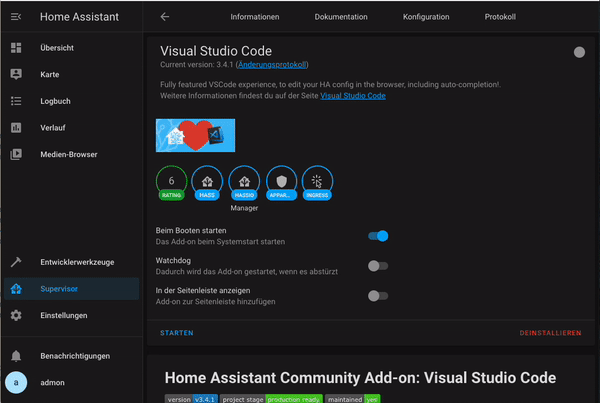 Home Assistant
Informationen
Dokumentation
Konfiguration
Protokoll
Übersicht
Karte
Logbuch
Verlauf
Medien-Browser
Entwicklerwerkzeuge
Supervisor
Einstellungen
Benachrichtigungen
a
admon
Visual Studio Code
Current version: 3.4.1 (Änderungsprotokoll)
Fully featured VSCode experience, to edit your HA config in the browser, including auto-completion!.
Weitere Informationen findest du auf der Seite Visual Studio Code
6
RATING
HASS
HASSIO
APPAR...
INGRESS
Manager
Beim Booten starten
Das Add-on beim Systemstart starten
Watchdog
Dadurch wird das Add-on gestartet, wenn es abstürzt
In der Seitenleiste anzeigen
Add-on zur Seitenleiste hinzufügen
STARTEN
DEINSTALLIEREN
Home Assistant Community Add-on: Visual Studio Code
version v3.4.1 project stage production ready maintained yes